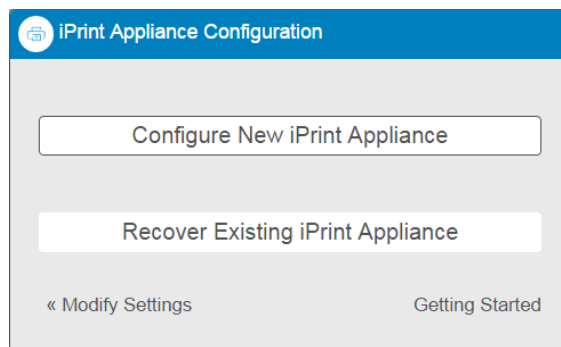 iPrint Appliance Configuration
Configure New iPrint Appliance
Recover Existing iPrint Appliance
« Modify Settings
Getting Started